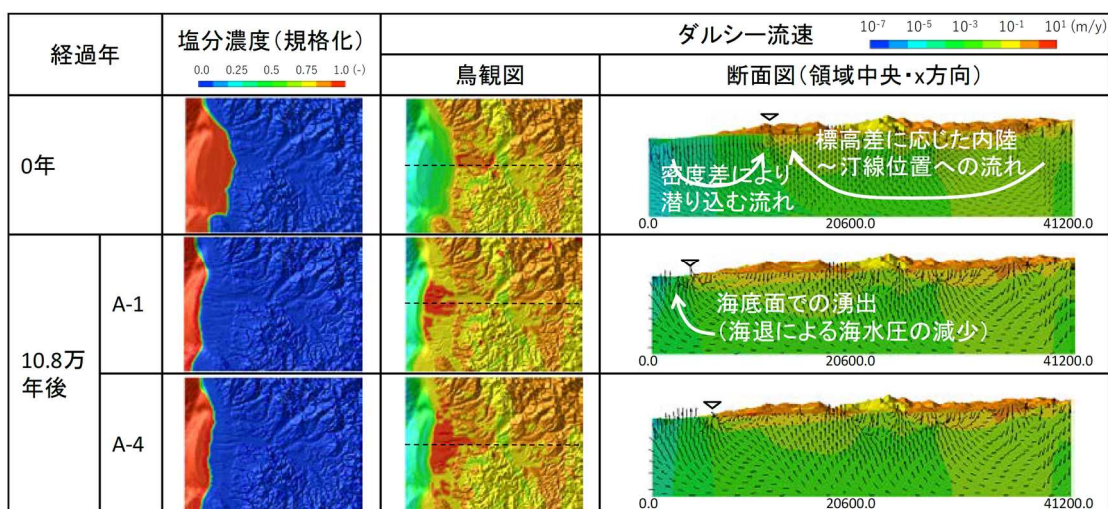 経過年
塩分濃度(規格化)
0.0 0.25 0.75 1.0 (-)
ダルシー流速
10⁻⁷ 10⁻⁵ 10⁻³ 10⁻¹ 10¹ (m/y)
鳥観図
断面図(領域中央・x方向)
0年
密度差により
潜り込む流れ
標高差に応じた内陸
～汀線位置への流れ
0.0 20600.0 41200.0
10.8万
年後
A-1
海底面での湧出
(海退による海水圧の減少)
0.0 20600.0 41200.0
A-4
0.0 20600.0 41200.0